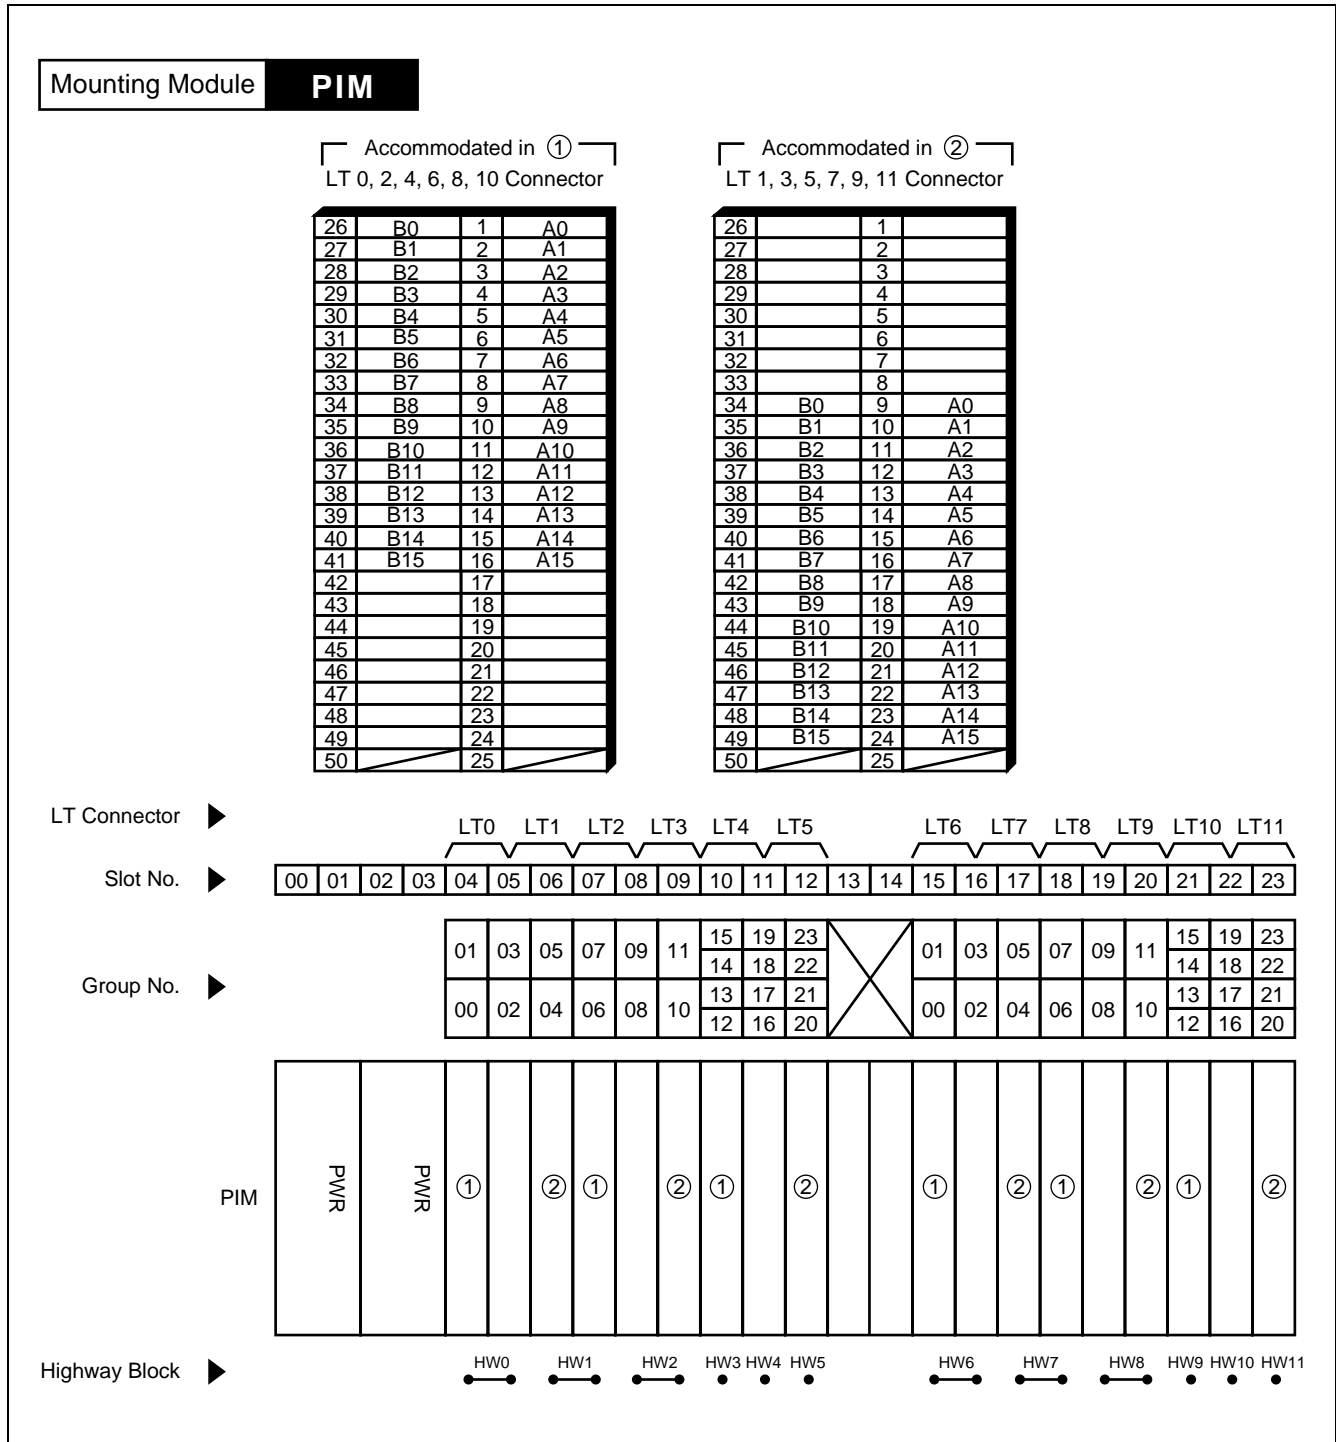 Mounting Module PIM
Accommodated in ① Accommodated in ②
LT 0, 2, 4, 6, 8, 10 Connector LT 1, 3, 5, 7, 9, 11 Connector
26 B0 1 A0 26 1
27 B1 2 A1 27 2
28 B2 3 A2 28 3
29 B3 4 A3 29 4
30 B4 5 A4 30 5
31 B5 6 A5 31 6
32 B6 7 A6 32 7
33 B7 8 A7 33 8
34 B8 9 A8 34 B0 9 A0
35 B9 10 A9 35 B1 10 A1
36 B10 11 A10 36 B2 11 A2
37 B11 12 A11 37 B3 12 A3
38 B12 13 A12 38 B4 13 A4
39 B13 14 A13 39 B5 14 A5
40 B14 15 A14 40 B6 15 A6
41 B15 16 A15 41 B7 16 A7
42 17 42 B8 17 A8
43 18 43 B9 18 A9
44 19 44 B10 19 A10
45 20 45 B11 20 A11
46 21 46 B12 21 A12
47 22 47 B13 22 A13
48 23 48 B14 23 A14
49 24 49 B15 24 A15
50 25 50 25
LT Connector LT0 LT1 LT2 LT3 LT4 LT5 LT6 LT7 LT8 LT9 LT10 LT11
Slot No. 00 01 02 03 04 05 06 07 08 09 10 11 12 13 14 15 16 17 18 19 20 21 22 23
15 19 23 15 19 23
01 03 05 07 09 11 01 03 05 07 09 11
14 18 22 14 18 22
Group No.
13 17 21 13 17 21
00 02 04 06 08 10 00 02 04 06 08 10
12 16 20 12 16 20
PIM PWR PWR ① ② ① ② ① ② ① ② ① ② ① ②
Highway Block HW0 HW1 HW2 HW3 HW4 HW5 HW6 HW7 HW8 HW9 HW10 HW11